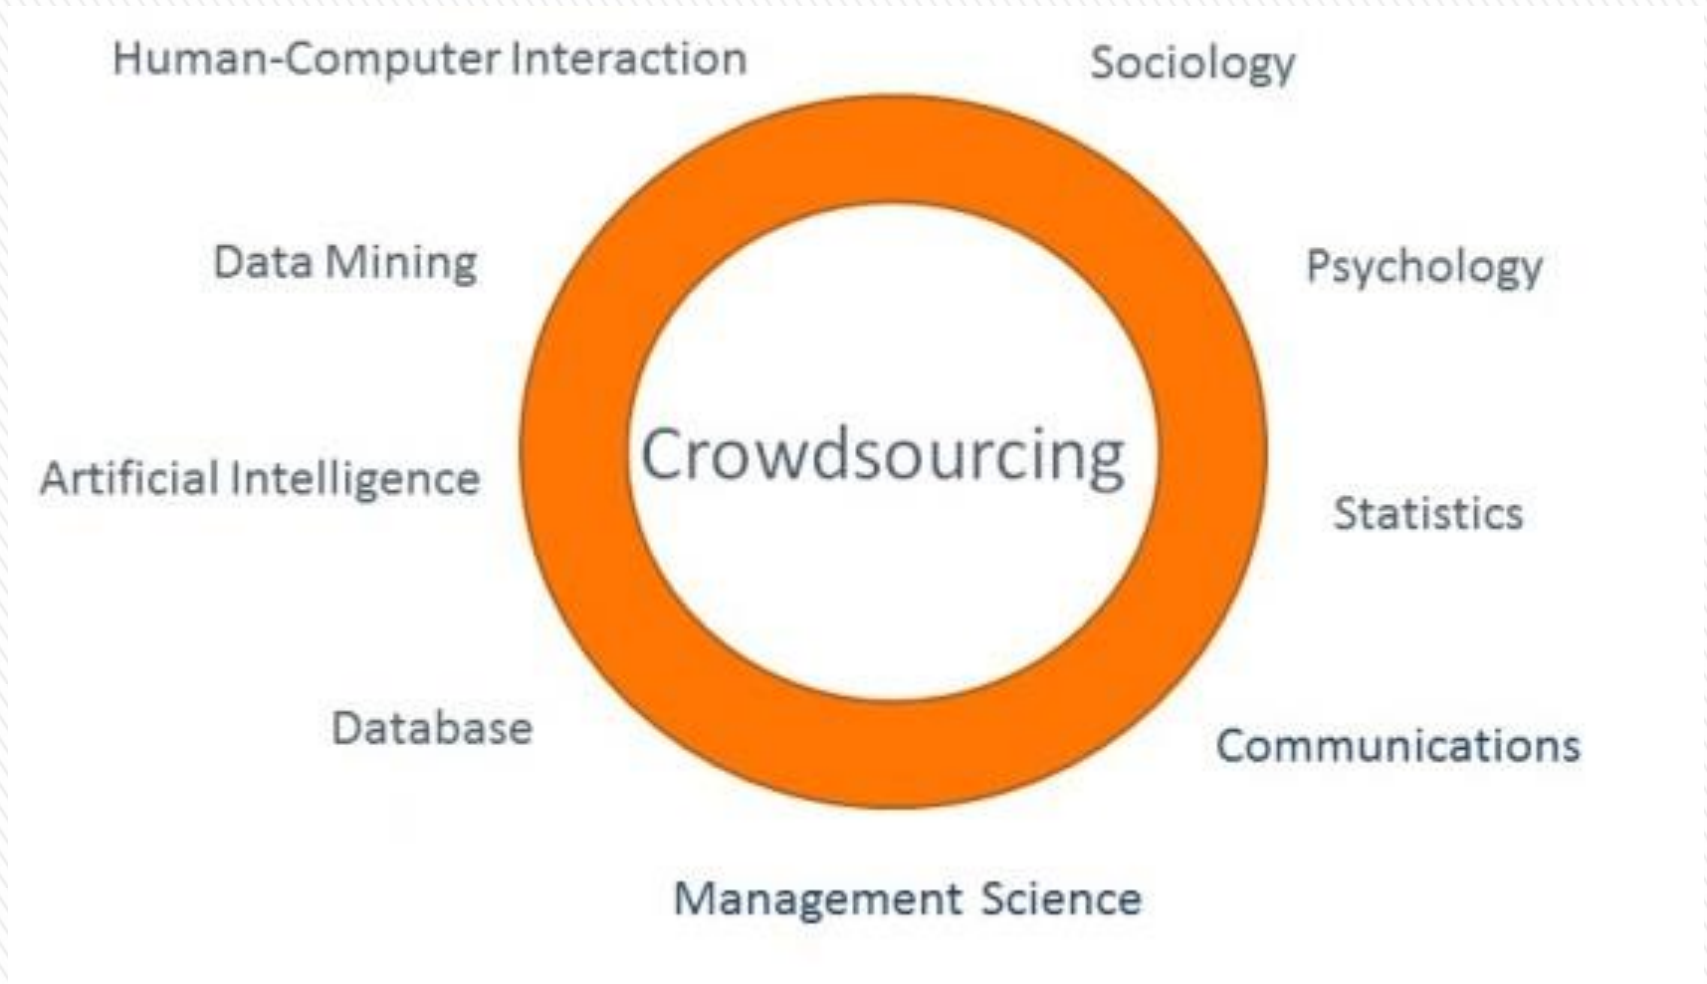 Human-Computer Interaction
Sociology
Data Mining
Psychology
Crowdsourcing
Artificial Intelligence
Statistics
Database
Communications
Management Science